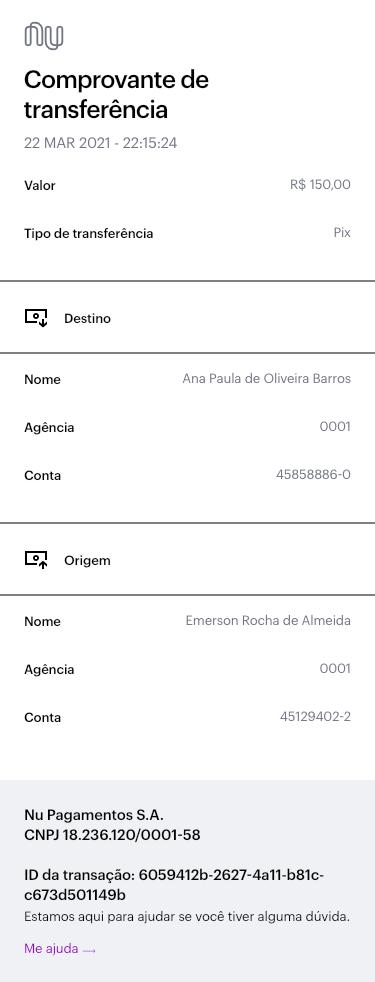 nu
Comprovante de
transferência
22 MAR 2021 - 22:15:24
Valor R$ 150,00
Tipo de transferência Pix
Destino
Nome Ana Paula de Oliveira Barros
Agência 0001
Conta 45858886-0
Origem
Nome Emerson Rocha de Almeida
Agência 0001
Conta 45129402-2
Nu Pagamentos S.A.
CNPJ 18.236.120/0001-58
ID da transação: 6059412b-2627-4a11-b81c-
c673d501149b
Estamos aqui para ajudar se você tiver alguma dúvida.
Me ajuda →